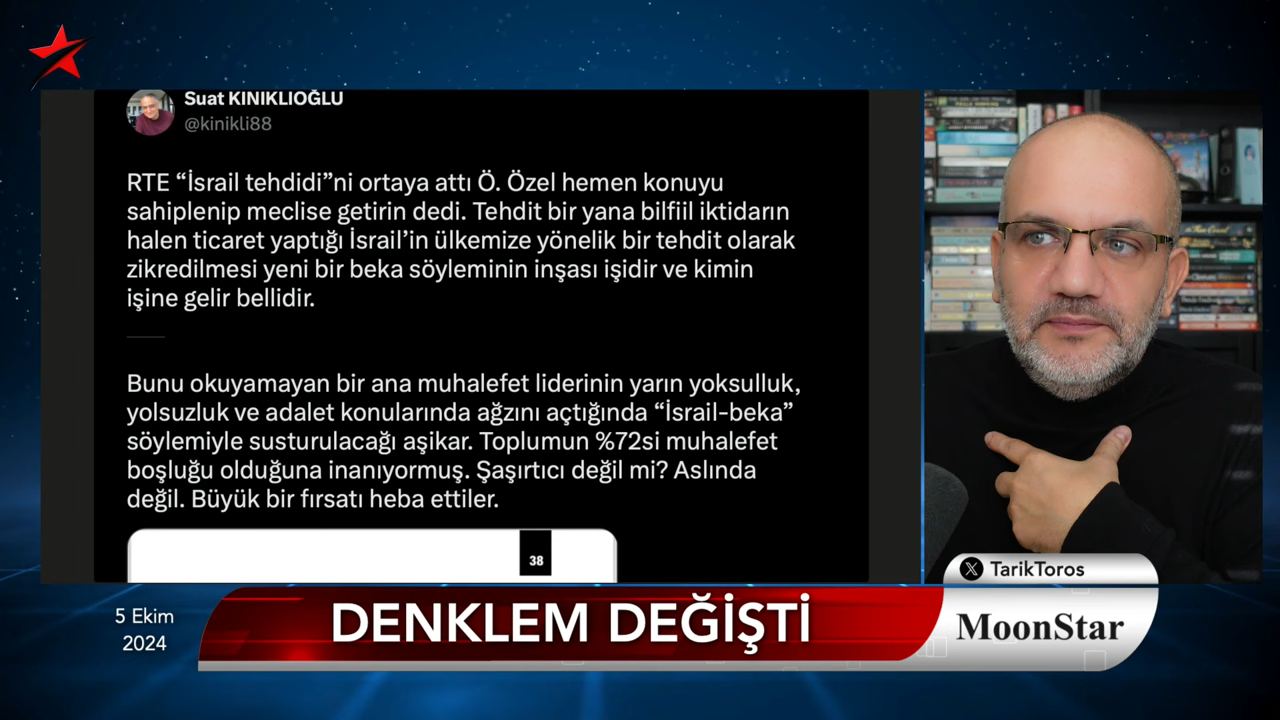 Suat KINIKLIOĞLU
@kinikli88
RTE “İsrail tehdidi”ni ortaya attı Ö. Özel hemen konuyu
sahiplenip meclise getirin dedi. Tehdit bir yana bilfiil iktidarın
halen ticaret yaptığı İsrail’in ülkemize yönelik bir tehdit olarak
zikredilmesi yeni bir beka söyleminin inşası işidir ve kimin
işine gelir bellidir.
Bunu okuyamayan bir ana muhalefet liderinin yarın yoksulluk,
yolsuzluk ve adalet konularında ağzını açtığında “İsrail-beka”
söylemiyle susturulacağı aşikar. Toplumun %72si muhalefet
boşluğu olduğuna inanıyormuş. Şaşırtıcı değil mi? Aslında
değil. Büyük bir fırsatı heba ettiler.
38
TarikToros
5 Ekim
2024
DENKLEM DEĞİŞTİ
MoonStar